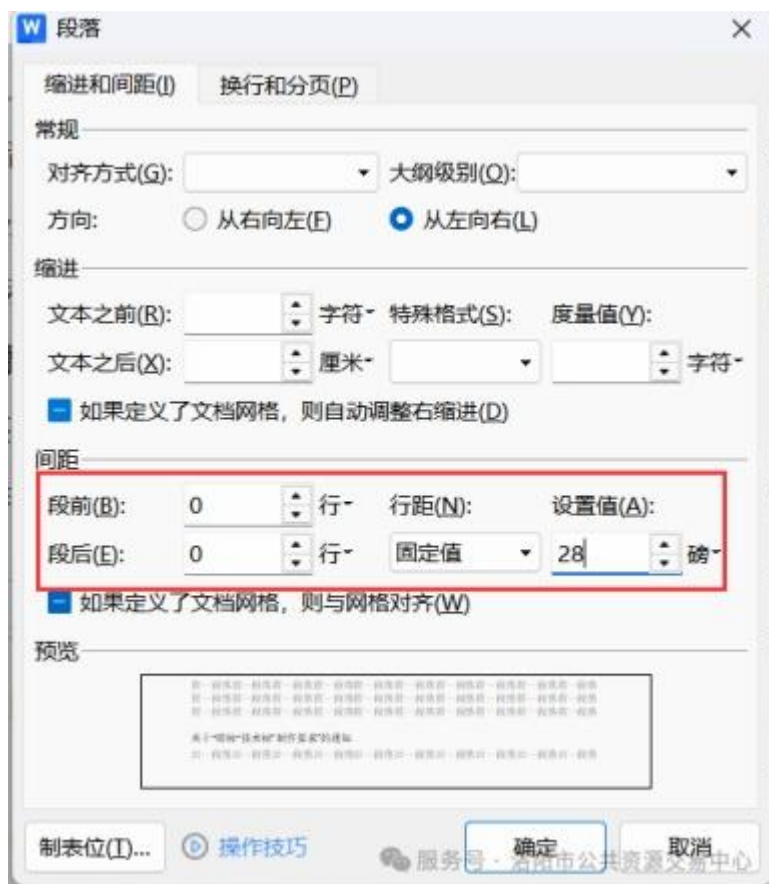 段落
缩进和间距(I) 换行和分页(P)
常规
对齐方式(G): 大纲级别(O):
方向: 从右向左(F) 从左向右(L)
缩进
文本之前(R): 字符 特殊格式(S): 度量值(Y):
文本之后(X): 厘米 字符
如果定义了文档网格，则自动调整右缩进(D)
间距
段前(B): 0 行 行距(N): 设置值(A):
段后(E): 0 行 固定值 28 磅
如果定义了文档网格，则与网格对齐(W)
预览
制表位(T)... 操作技巧 确定 取消
服务号 · 洛阳市公共资源交易中心